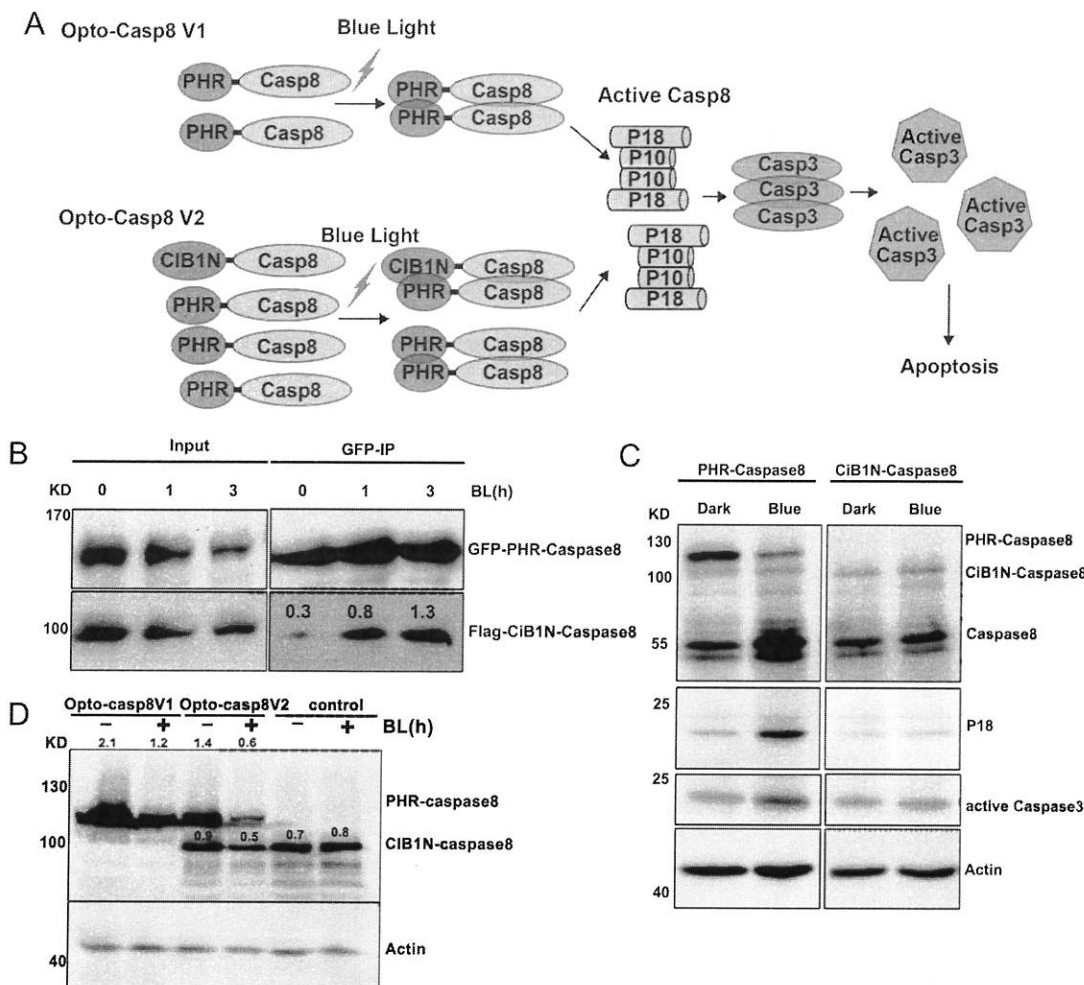 A
Opto-Casp8 V1
Blue Light
PHR Casp8
PHR Casp8
PHR Casp8
PHR Casp8
Active Casp8
P18
P10
P10
P18
Casp3
Casp3
Casp3
Active Casp3
Active Casp3
Active Casp3
Apoptosis
Opto-Casp8 V2
Blue Light
CIB1N Casp8
PHR Casp8
PHR Casp8
PHR Casp8
CIB1N Casp8
PHR Casp8
PHR Casp8
PHR Casp8
P18
P10
P10
P18
B
Input GFP-IP
KD 0 1 3 0 1 3 BL(h)
170
GFP-PHR-Caspase8
0.3 0.8 1.3
100
Flag-CiB1N-Caspase8
C
PHR-Caspase8 CiB1N-Caspase8
KD Dark Blue Dark Blue
130 PHR-Caspase8
100 CiB1N-Caspase8
55 Caspase8
25
P18
25
active Caspase3
Actin
40
D
Opto-casp8V1 Opto-casp8V2 control
− + − + − + BL(h)
KD 2.1 1.2 1.4 0.6
130
PHR-caspase8
0.9 0.5 0.7 0.8
100 CIB1N-caspase8
Actin
40